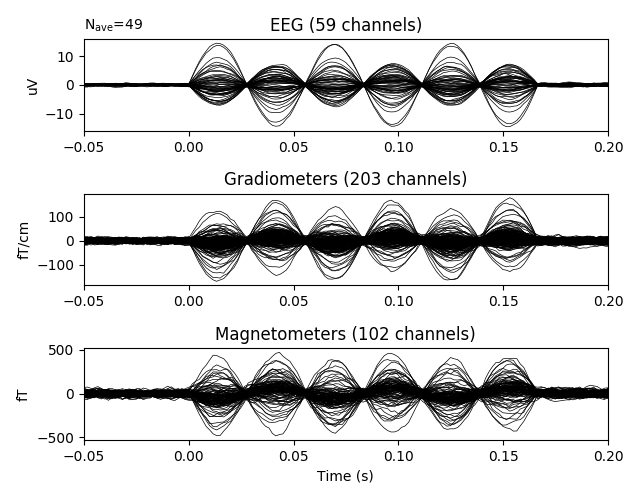 N_ave=49
EEG (59 channels)
10
0
−10
uV
−0.05 0.00 0.05 0.10 0.15 0.20
Gradiometers (203 channels)
100
0
−100
fT/cm
−0.05 0.00 0.05 0.10 0.15 0.20
Magnetometers (102 channels)
500
0
−500
fT
−0.05 0.00 0.05 0.10 0.15 0.20
Time (s)